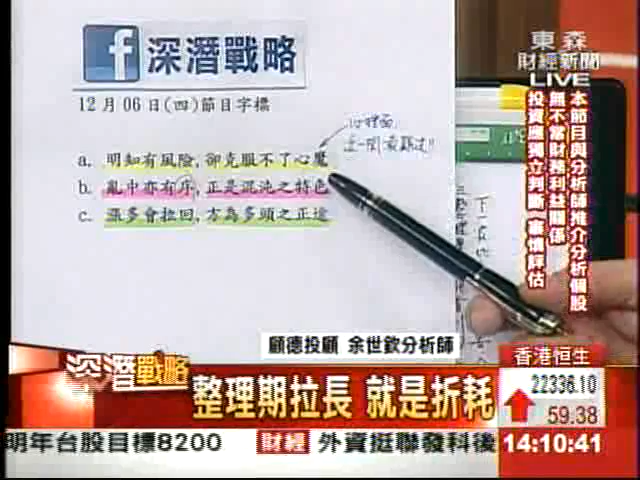 深潛戰略
12月06日(四)節目字標
a. 明知有風險, 卻克服不了心魔
b. 亂中亦有序, 正是混沌之特色
c. 漲多會拉回, 方為多頭之正途
東森
財經新聞
LIVE
本節目與分析師推介分析個股
無不當財務利益關係
投資應獨立判斷 審慎評估
顧德投顧 余世欽分析師
深潛戰略
整理期拉長 就是折耗
香港恒生
22336.10
59.38
明年台股目標8200 財經 外資挺聯發科後
14:10:41